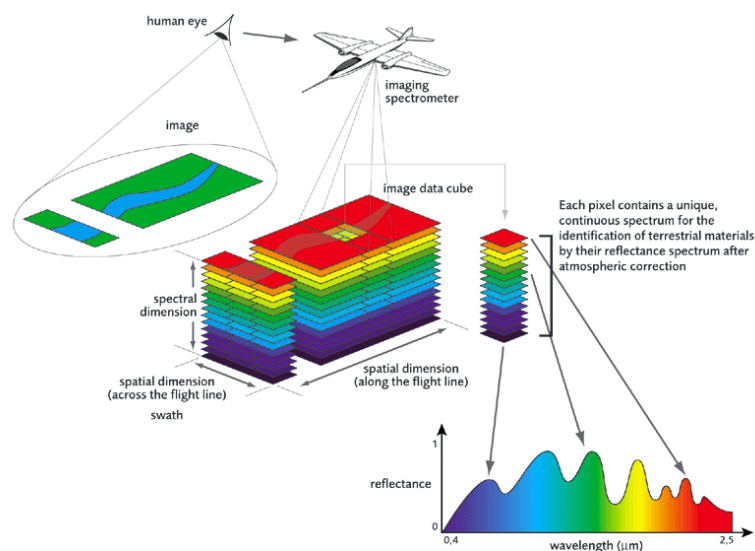 human eye
imaging
spectrometer
image
image data cube
Each pixel contains a unique,
continuous spectrum for the
identification of terrestrial materials
by their reflectance spectrum after
atmospheric correction
spectral
dimension
spatial dimension
(across the flight line)
swath
spatial dimension
(along the flight line)
1
reflectance
0
0,4
wavelength (µm)
2,5